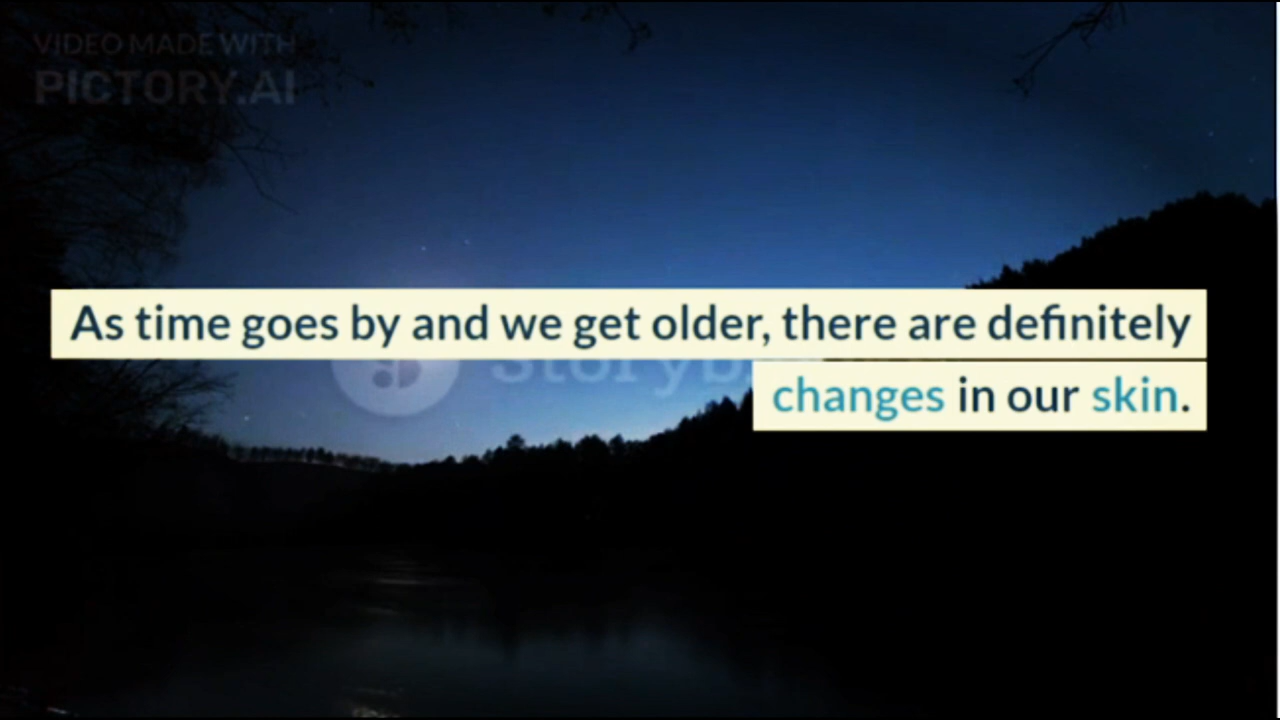 VIDEO MADE WITH
PICTORY.AI
As time goes by and we get older, there are definitely
changes in our skin.